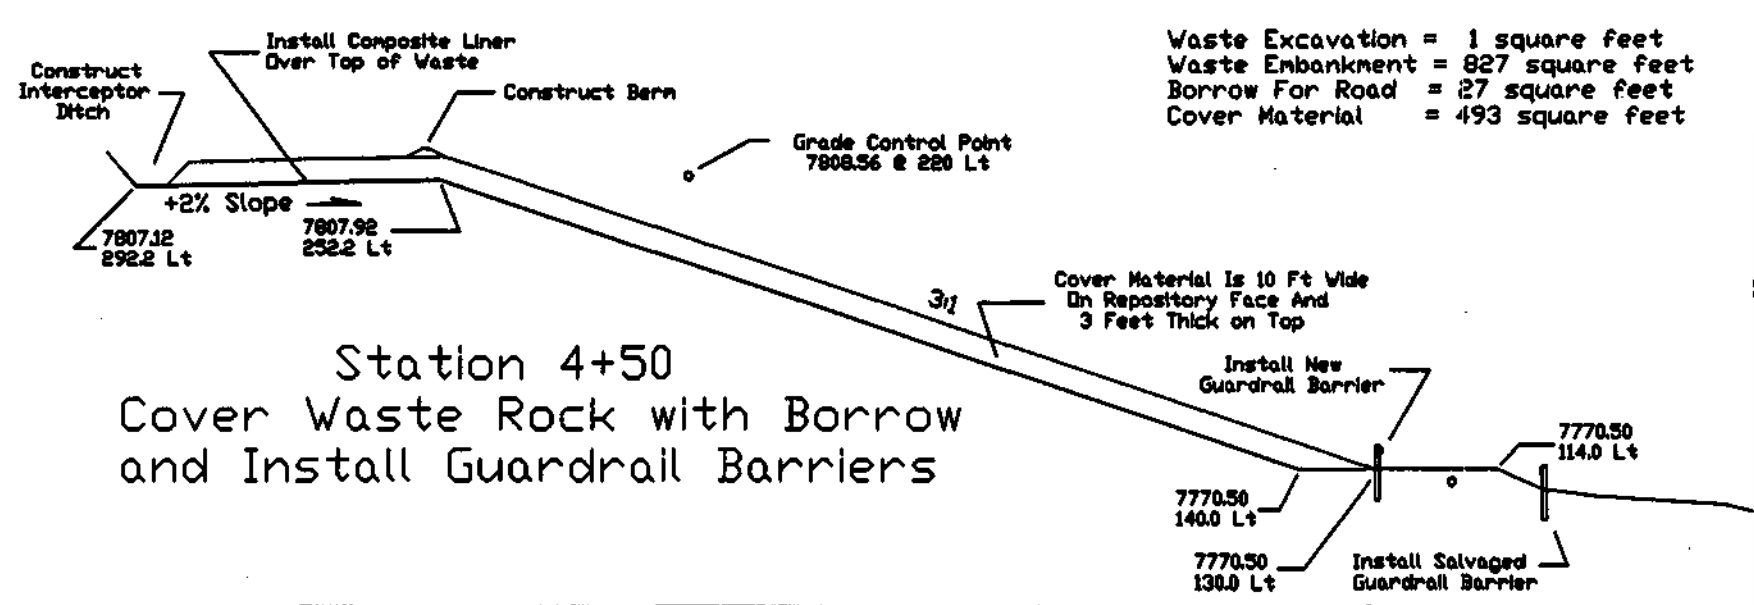 Install Composite Liner
Over Top of Waste
Construct
Interceptor
Ditch
Construct Berm
Waste Excavation = 1 square feet
Waste Embankment = 827 square feet
Borrow For Road = 27 square feet
Cover Material = 493 square feet
Grade Control Point
7808.56 @ 220 Lt
+2% Slope
7807.12
292.2 Lt
7807.92
252.2 Lt
3:1
Cover Material Is 10 Ft Wide
On Repository Face And
3 Feet Thick on Top
Station 4+50
Cover Waste Rock with Borrow
and Install Guardrail Barriers
Install New
Guardrail Barrier
7770.50
114.0 Lt
7770.50
140.0 Lt
7770.50
130.0 Lt
Install Salvaged
Guardrail Barrier